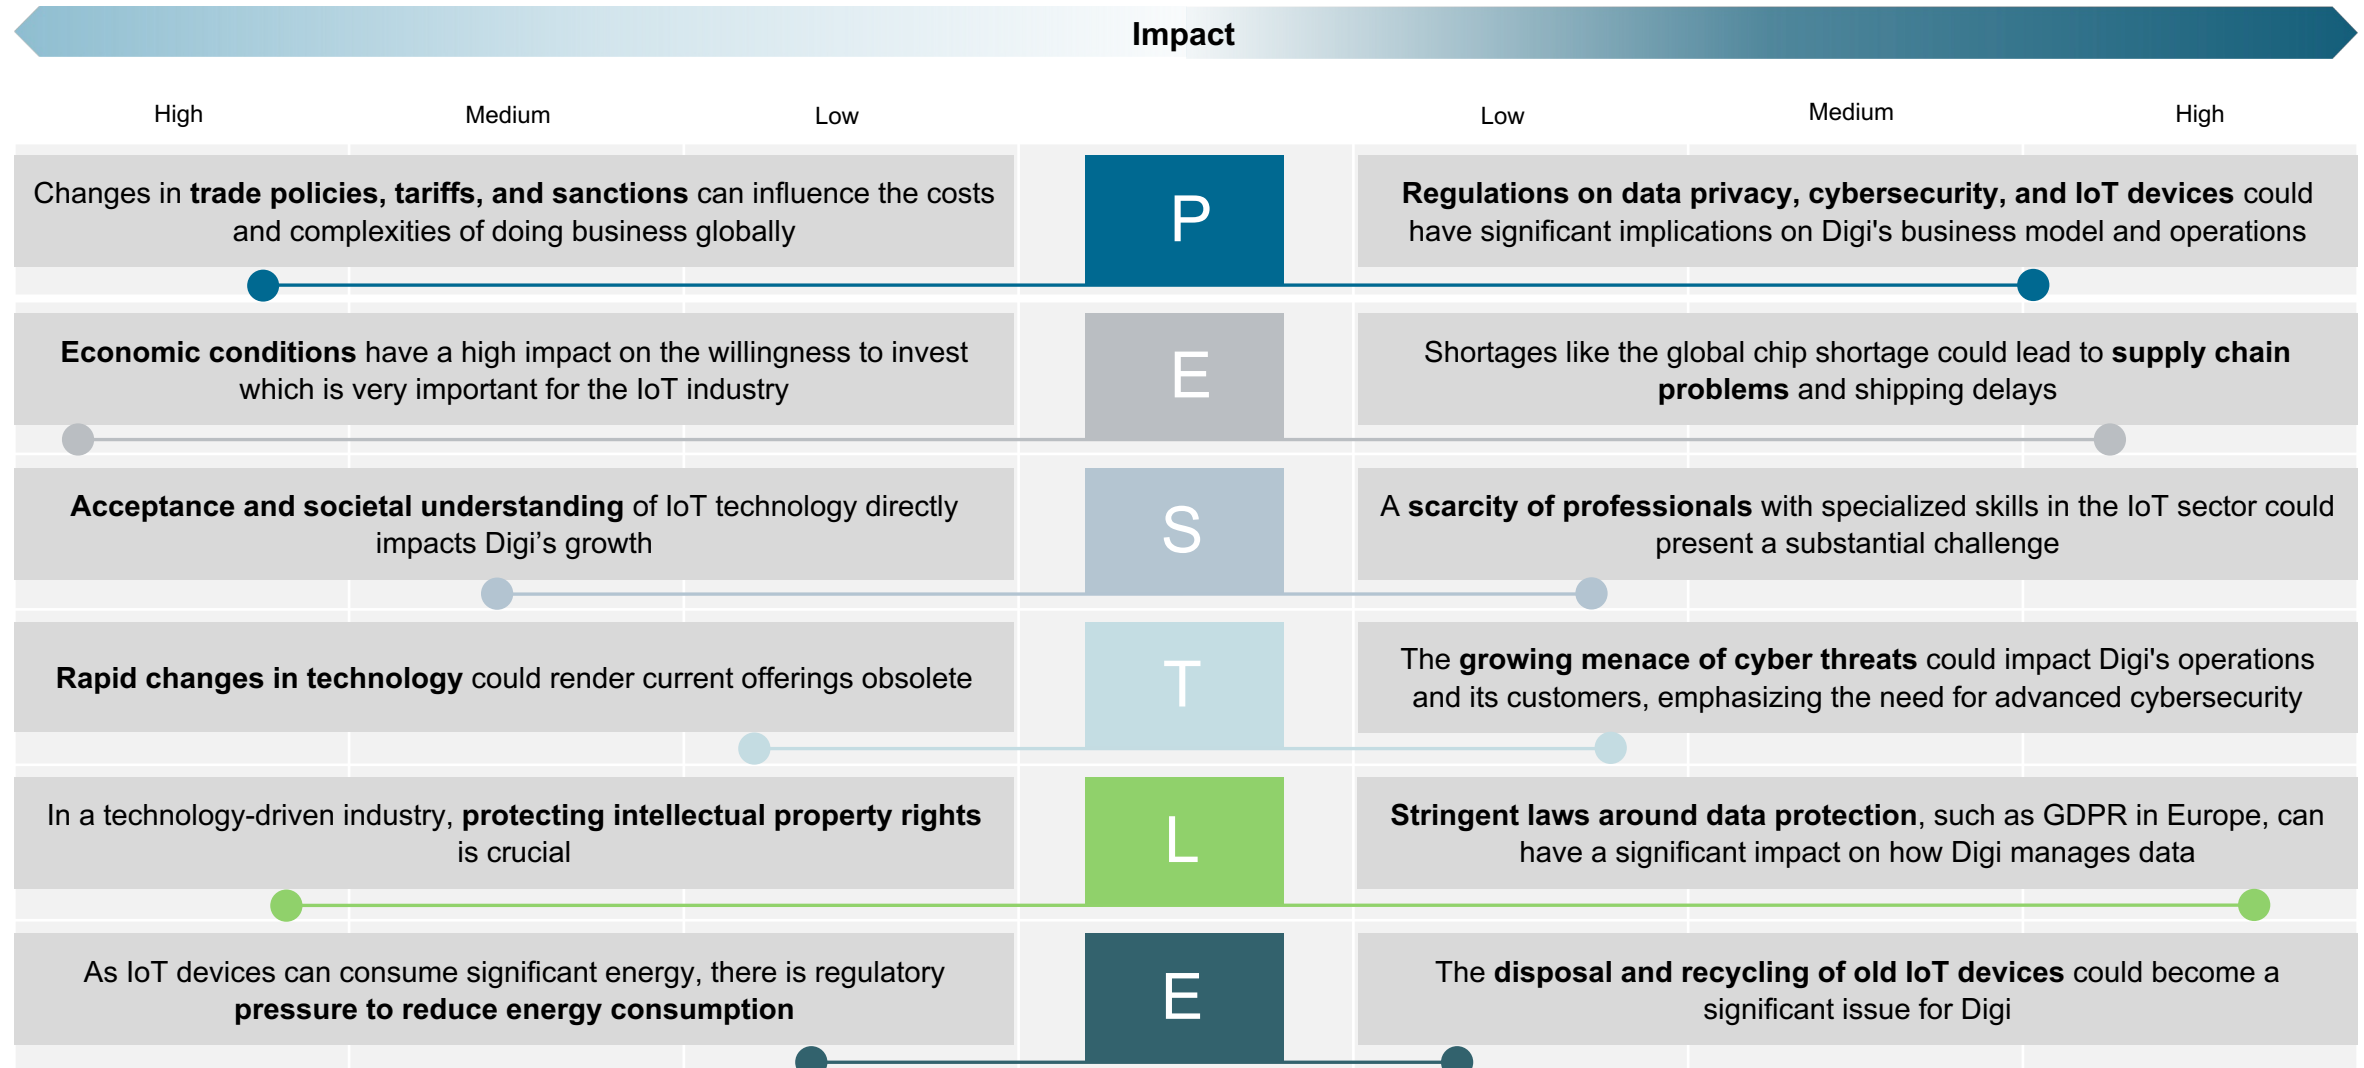 Impact
High Medium Low Low Medium High
Changes in trade policies, tariffs, and sanctions can influence the costs
and complexities of doing business globally
P
Regulations on data privacy, cybersecurity, and IoT devices could
have significant implications on Digi's business model and operations
Economic conditions have a high impact on the willingness to invest
which is very important for the IoT industry
E
Shortages like the global chip shortage could lead to supply chain
problems and shipping delays
Acceptance and societal understanding of IoT technology directly
impacts Digi’s growth
S
A scarcity of professionals with specialized skills in the IoT sector could
present a substantial challenge
Rapid changes in technology could render current offerings obsolete
T
The growing menace of cyber threats could impact Digi's operations
and its customers, emphasizing the need for advanced cybersecurity
In a technology-driven industry, protecting intellectual property rights
is crucial
L
Stringent laws around data protection, such as GDPR in Europe, can
have a significant impact on how Digi manages data
As IoT devices can consume significant energy, there is regulatory
pressure to reduce energy consumption
E
The disposal and recycling of old IoT devices could become a
significant issue for Digi